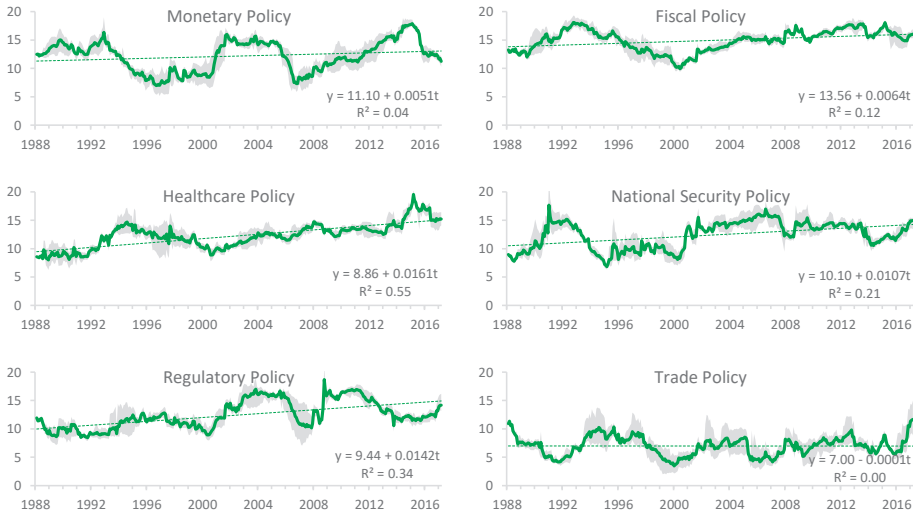 Monetary Policy
20
15
10
5
0
y = 11.10 + 0.0051t
R² = 0.04
1988 1992 1996 2000 2004 2008 2012 2016
Fiscal Policy
20
15
10
5
0
y = 13.56 + 0.0064t
R² = 0.12
1988 1992 1996 2000 2004 2008 2012 2016
Healthcare Policy
20
15
10
5
0
y = 8.86 + 0.0161t
R² = 0.55
1988 1992 1996 2000 2004 2008 2012 2016
National Security Policy
20
15
10
5
0
y = 10.10 + 0.0107t
R² = 0.21
1988 1992 1996 2000 2004 2008 2012 2016
Regulatory Policy
20
15
10
5
0
y = 9.44 + 0.0142t
R² = 0.34
1988 1992 1996 2000 2004 2008 2012 2016
Trade Policy
20
15
10
5
0
y = 7.00 - 0.0001t
R² = 0.00
1988 1992 1996 2000 2004 2008 2012 2016